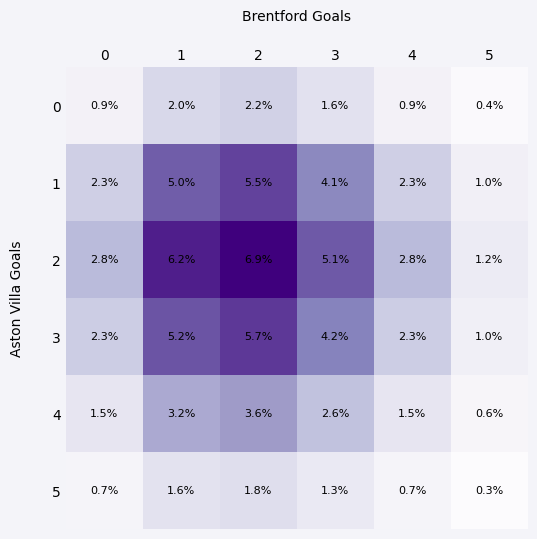 Brentford Goals
0 1 2 3 4 5
0 0.9% 2.0% 2.2% 1.6% 0.9% 0.4%
1 2.3% 5.0% 5.5% 4.1% 2.3% 1.0%
Aston Villa Goals
2 2.8% 6.2% 6.9% 5.1% 2.8% 1.2%
3 2.3% 5.2% 5.7% 4.2% 2.3% 1.0%
4 1.5% 3.2% 3.6% 2.6% 1.5% 0.6%
5 0.7% 1.6% 1.8% 1.3% 0.7% 0.3%